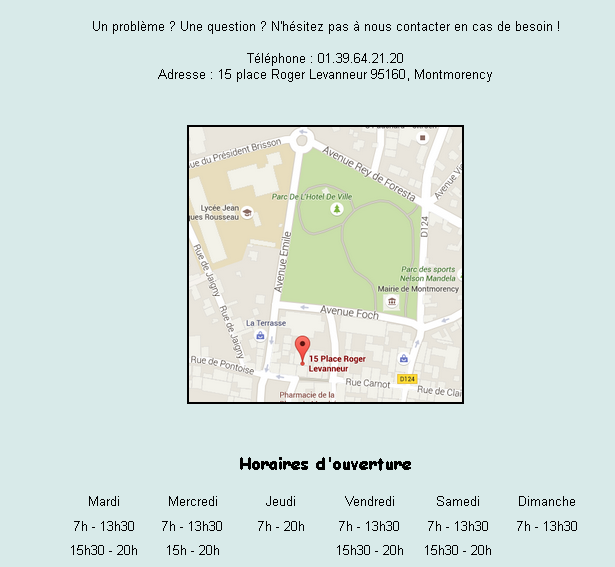 Un problème ? Une question ? N'hésitez pas à nous contacter en cas de besoin !
Téléphone : 01.39.64.21.20
Adresse : 15 place Roger Levanneur 95160, Montmorency
ue du Président Brisson
Avenue Rey de Foresta
Avenue Va
Parc De L'Hotel De Ville
Lycée Jean
ues Rousseau
D124
Avenue Emile
Rue de Jaigny
Parc des sports
Nelson Mandela
Mairie de Montmorency
Rue de Jaigny
Avenue Foch
La Terrasse
15 Place Roger
Levanneur
Rue de Pontoise
D124
Rue Carnot
Rue de Clai
Pharmacie de la
Horaires d'ouverture
Mardi Mercredi Jeudi Vendredi Samedi Dimanche
7h - 13h30 7h - 13h30 7h - 20h 7h - 13h30 7h - 13h30 7h - 13h30
15h30 - 20h 15h - 20h 15h30 - 20h 15h30 - 20h